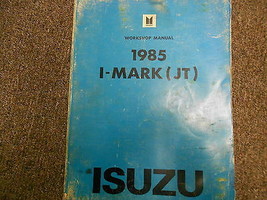 WORKSHOP MANUAL
1985
I-MARK (JT)
ISUZU